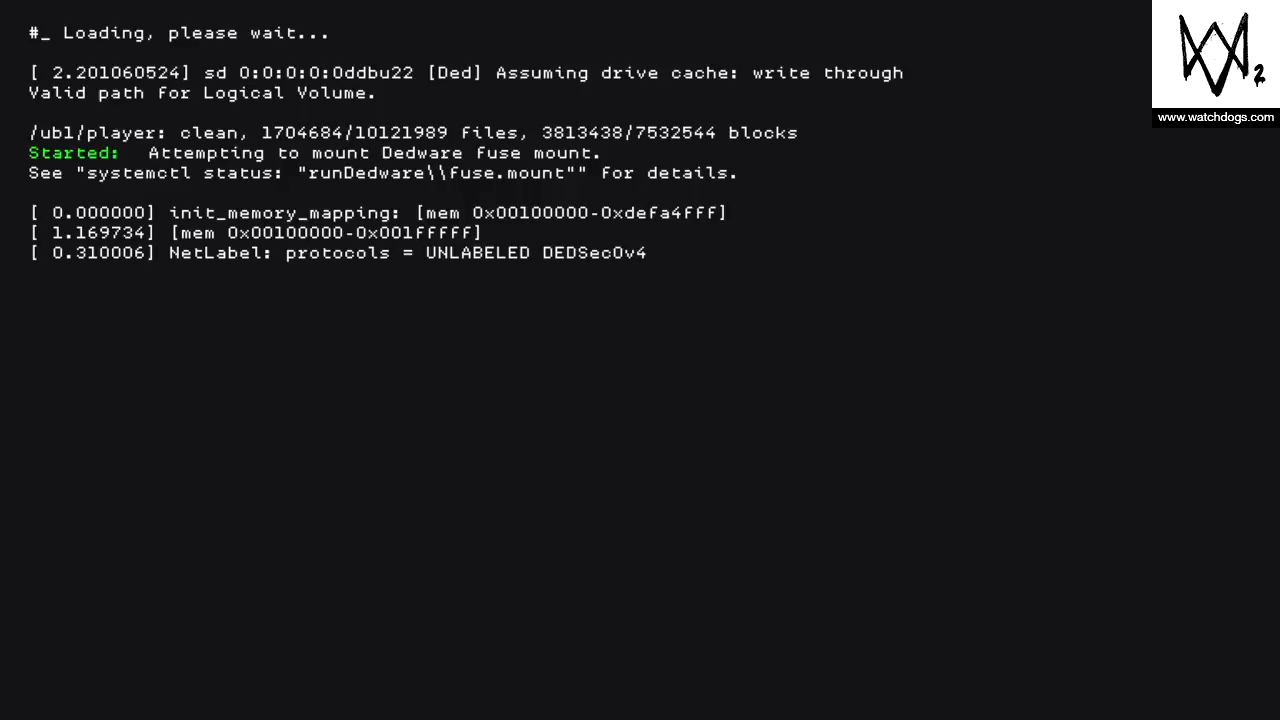 #_ Loading, please wait...
[ 2.201060524] sd 0:0:0:0:0ddbu22 [Ded] Assuming drive cache: write through
Valid path for Logical Volume.
/ubl/player: clean, 1704684/10121989 files, 3813438/7532544 blocks
Started: Attempting to mount Dedware fuse mount.
See "systemctl status: "runDedware\\fuse.mount"" for details.
[ 0.000000] init_memory_mapping: [mem 0x00100000-0xdefa4fff]
[ 1.169734] [mem 0x00100000-0x001fffff]
[ 0.310006] NetLabel: protocols = UNLABELED DEDSecOv4
2
www.watchdogs.com